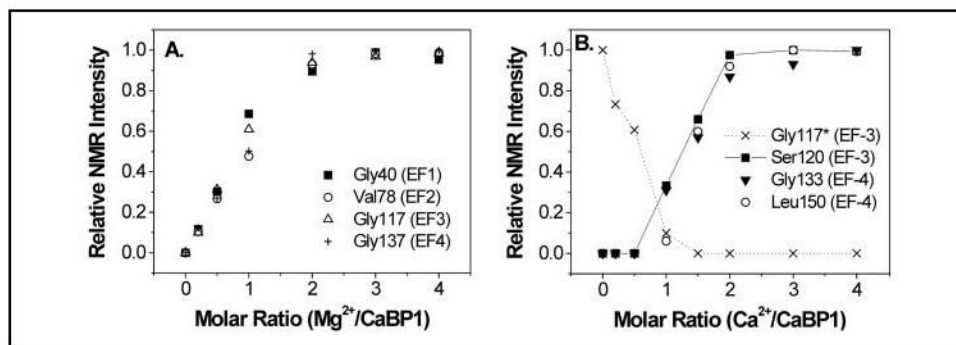 A.
Relative NMR Intensity
1.0
0.8
0.6
0.4
0.2
0.0
Gly40 (EF1)
Val78 (EF2)
Gly117 (EF3)
Gly137 (EF4)
0 1 2 3 4
Molar Ratio (Mg²⁺/CaBP1)
B.
Relative NMR Intensity
1.0
0.8
0.6
0.4
0.2
0.0
Gly117* (EF-3)
Ser120 (EF-3)
Gly133 (EF-4)
Leu150 (EF-4)
0 1 2 3 4
Molar Ratio (Ca²⁺/CaBP1)